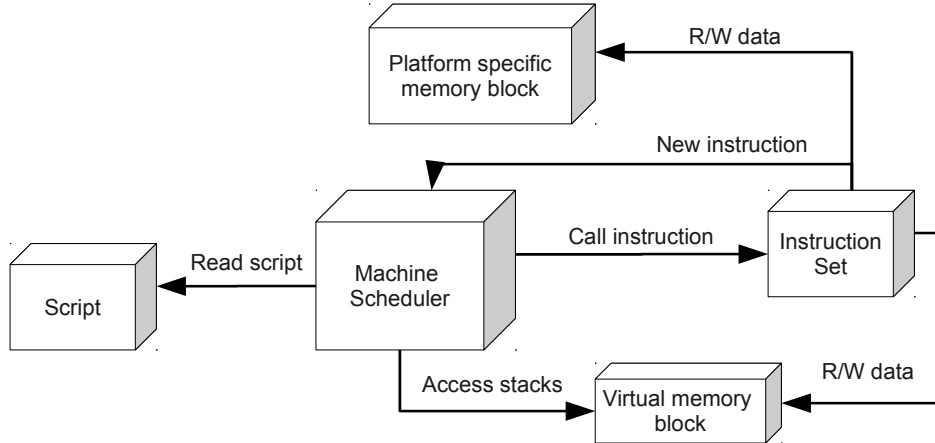 R/W data
Platform specific
memory block
New instruction
Call instruction
Instruction
Set
Read script
Machine
Scheduler
Script
Access stacks
R/W data
Virtual memory
block